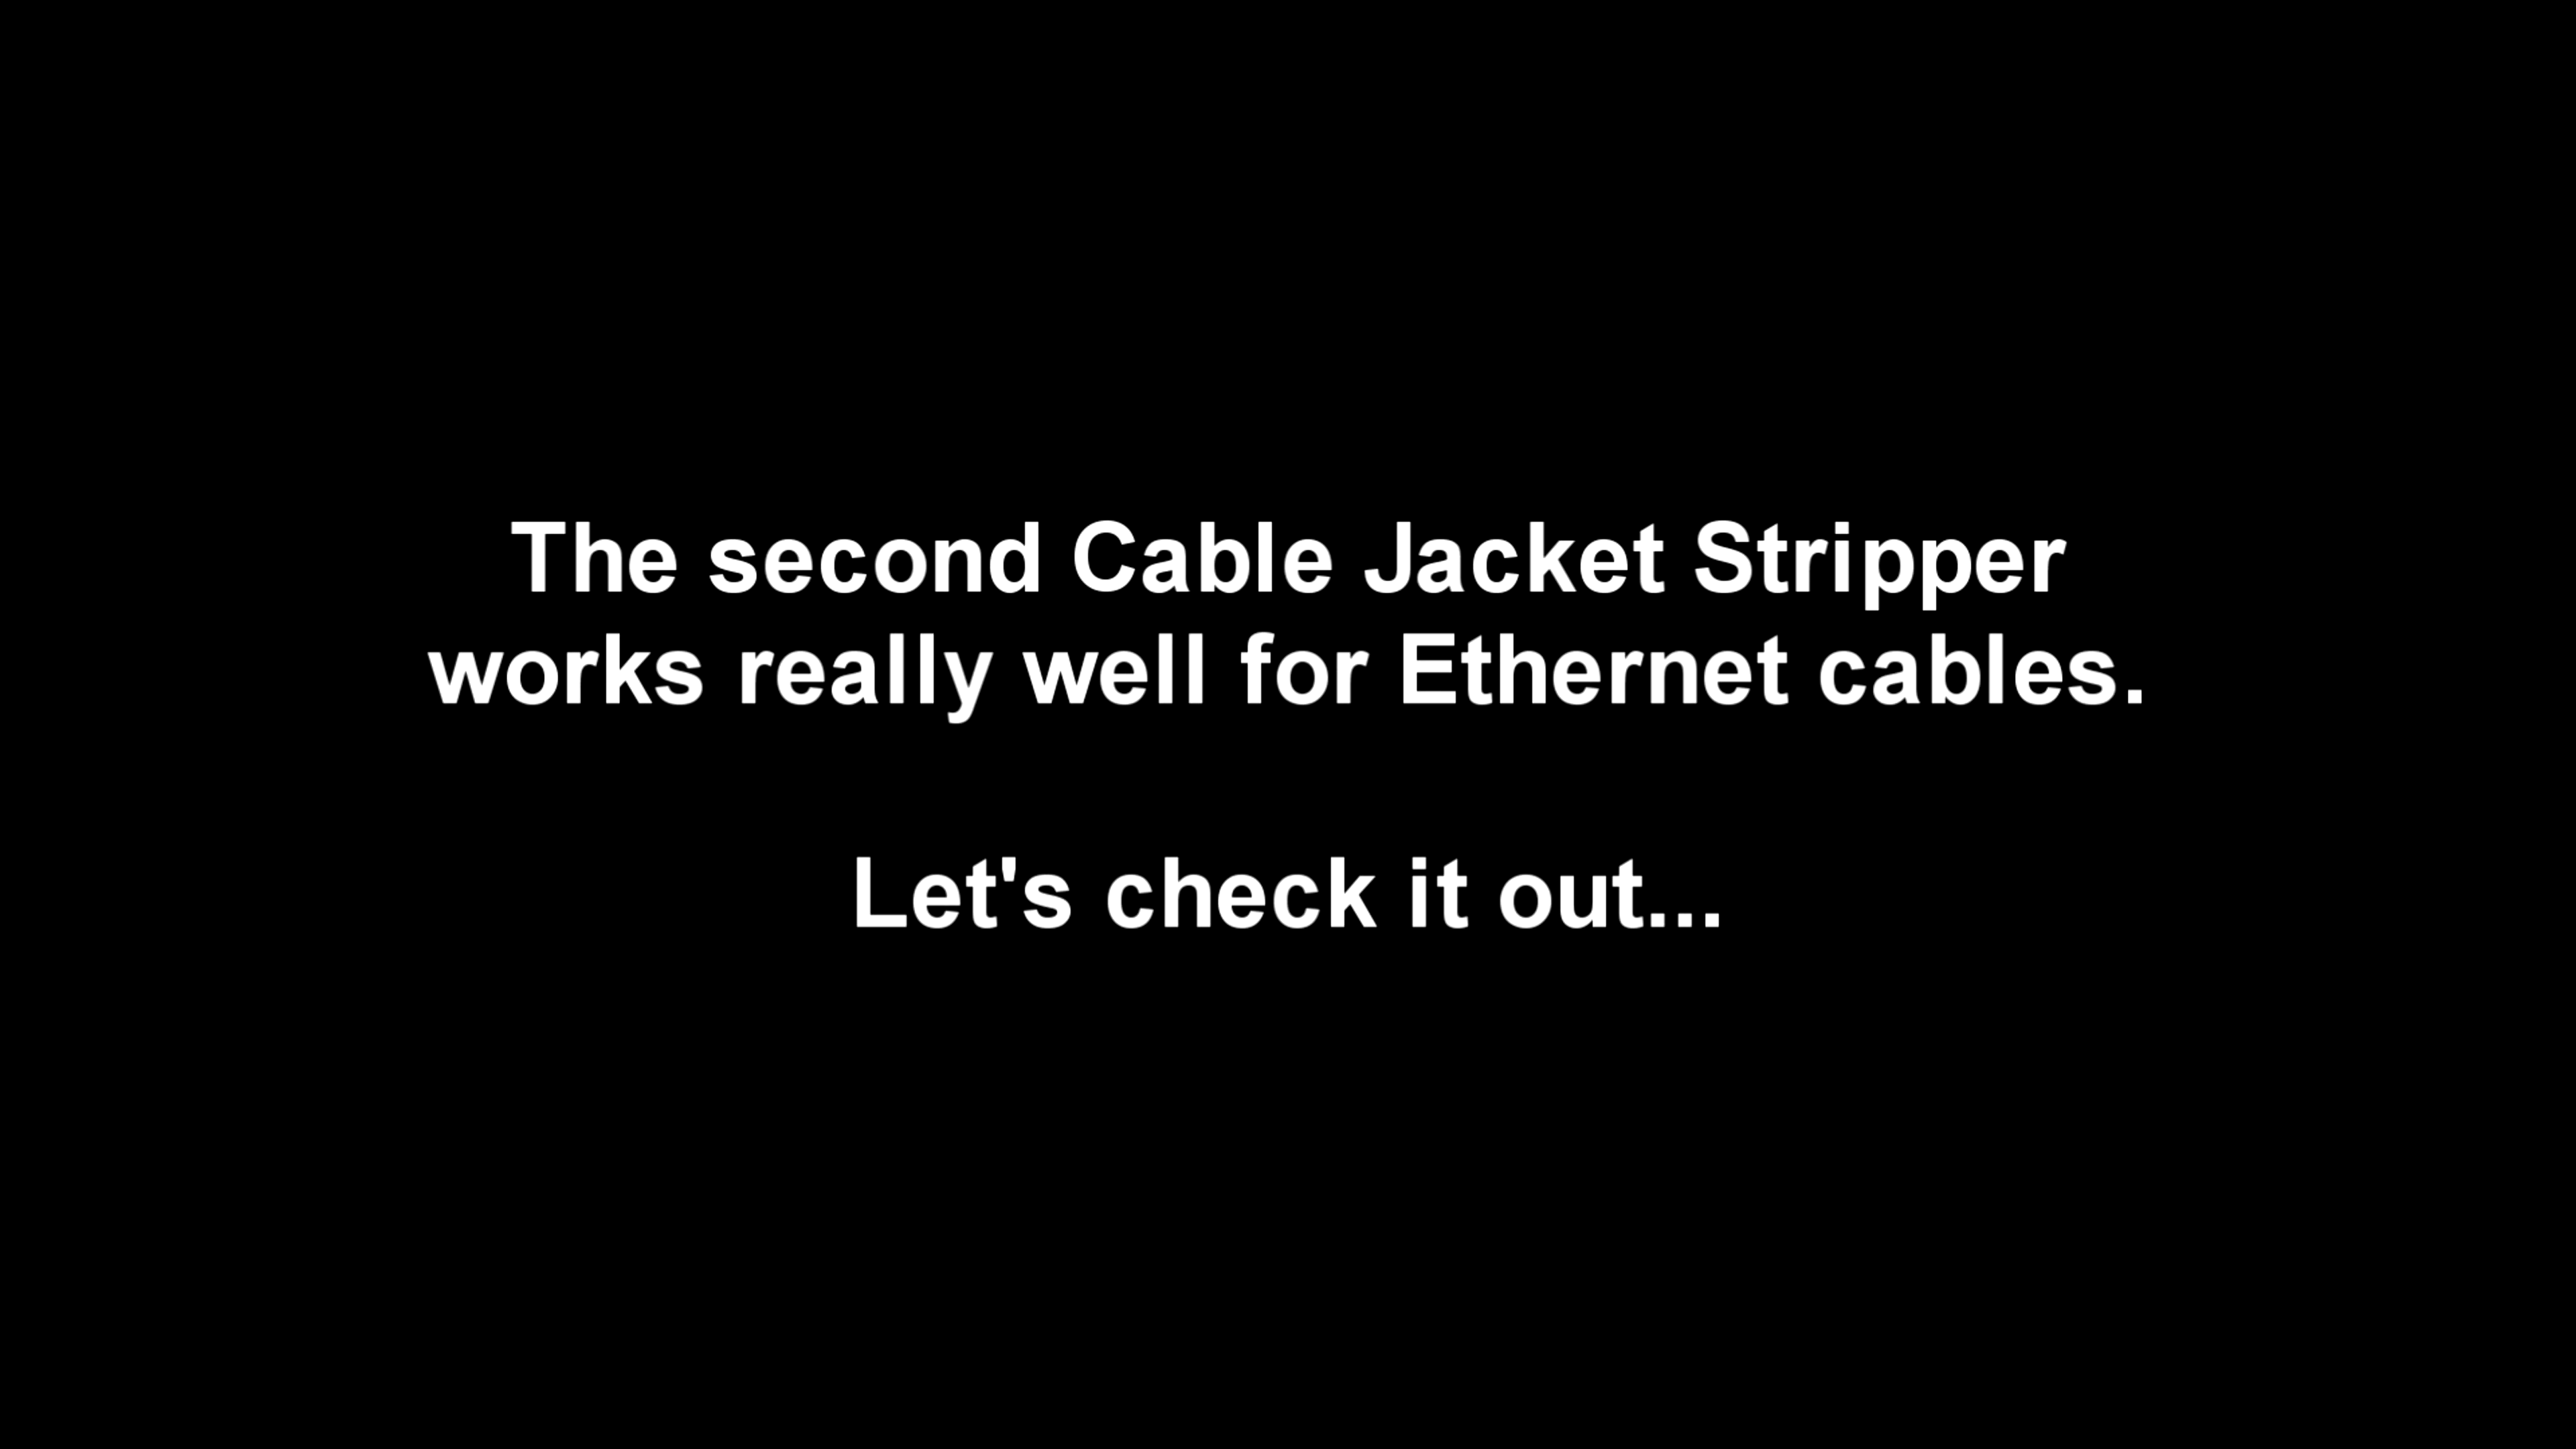 The second Cable Jacket Stripper
works really well for Ethernet cables.
Let's check it out...